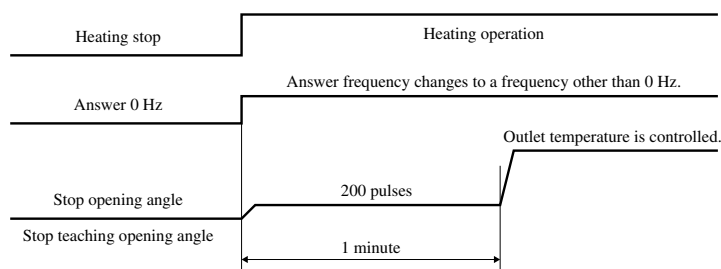 Heating stop
Heating operation
Answer frequency changes to a frequency other than 0 Hz.
Answer 0 Hz
Outlet temperature is controlled.
Stop opening angle
200 pulses
Stop teaching opening angle
1 minute